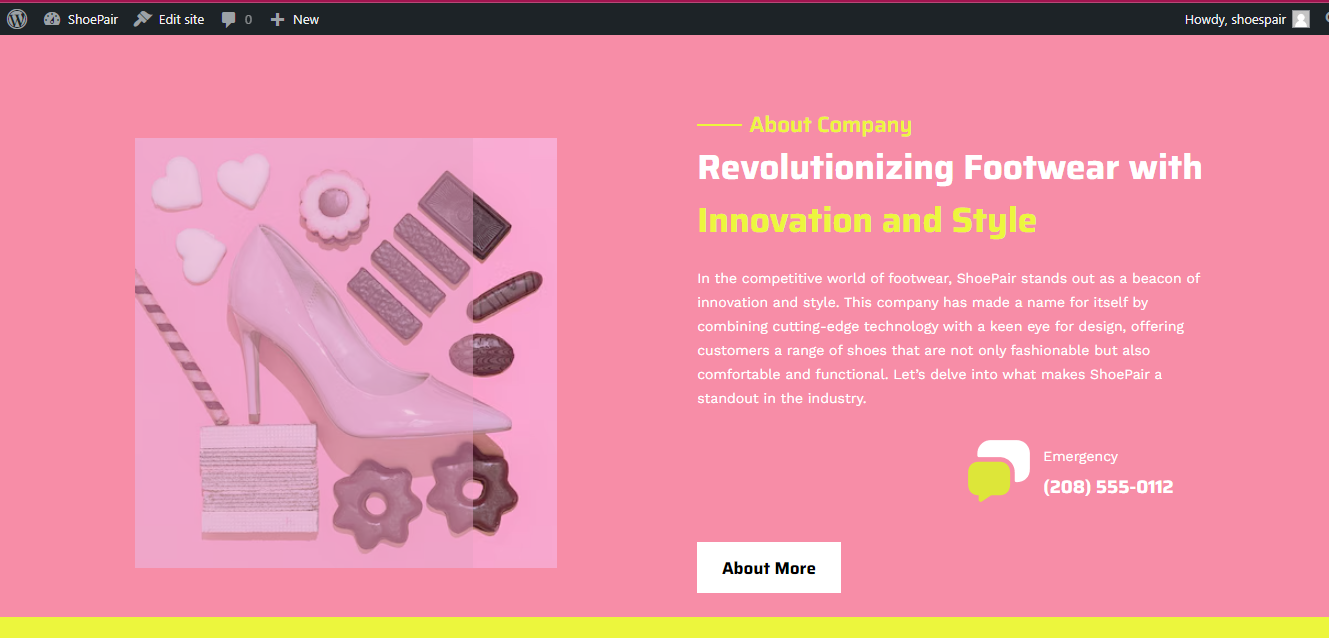 ShoePair
Edit site
0
New
Howdy, shoespair
About Company
Revolutionizing Footwear with
Innovation and Style
In the competitive world of footwear, ShoePair stands out as a beacon of
innovation and style. This company has made a name for itself by
combining cutting-edge technology with a keen eye for design, offering
customers a range of shoes that are not only fashionable but also
comfortable and functional. Let’s delve into what makes ShoePair a
standout in the industry.
Emergency
(208) 555-0112
About More